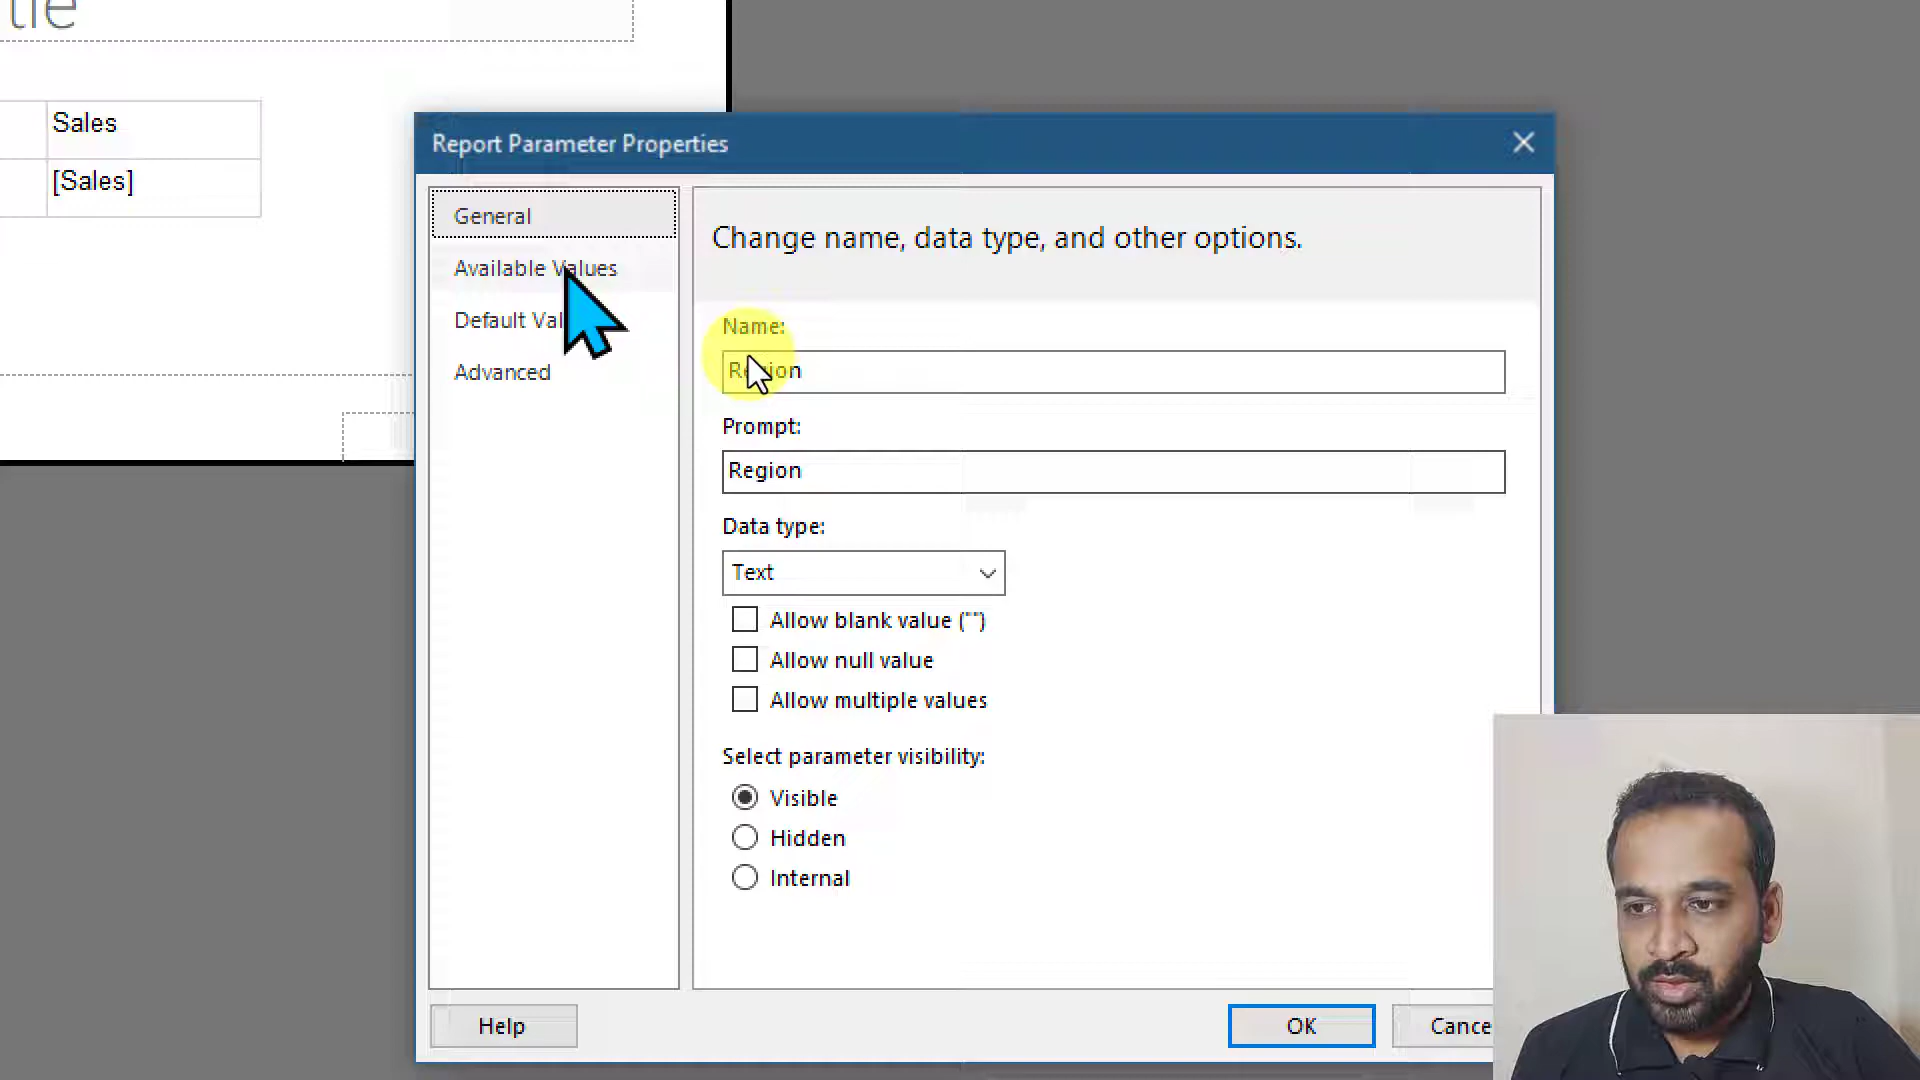 Sales
[Sales]
Report Parameter Properties
General
Available Values
Default
Advanced
Change name, data type, and other options.
Name:
Region
Prompt:
Region
Data type:
Text
Allow blank value ("")
Allow null value
Allow multiple values
Select parameter visibility:
Visible
Hidden
Internal
Help
OK